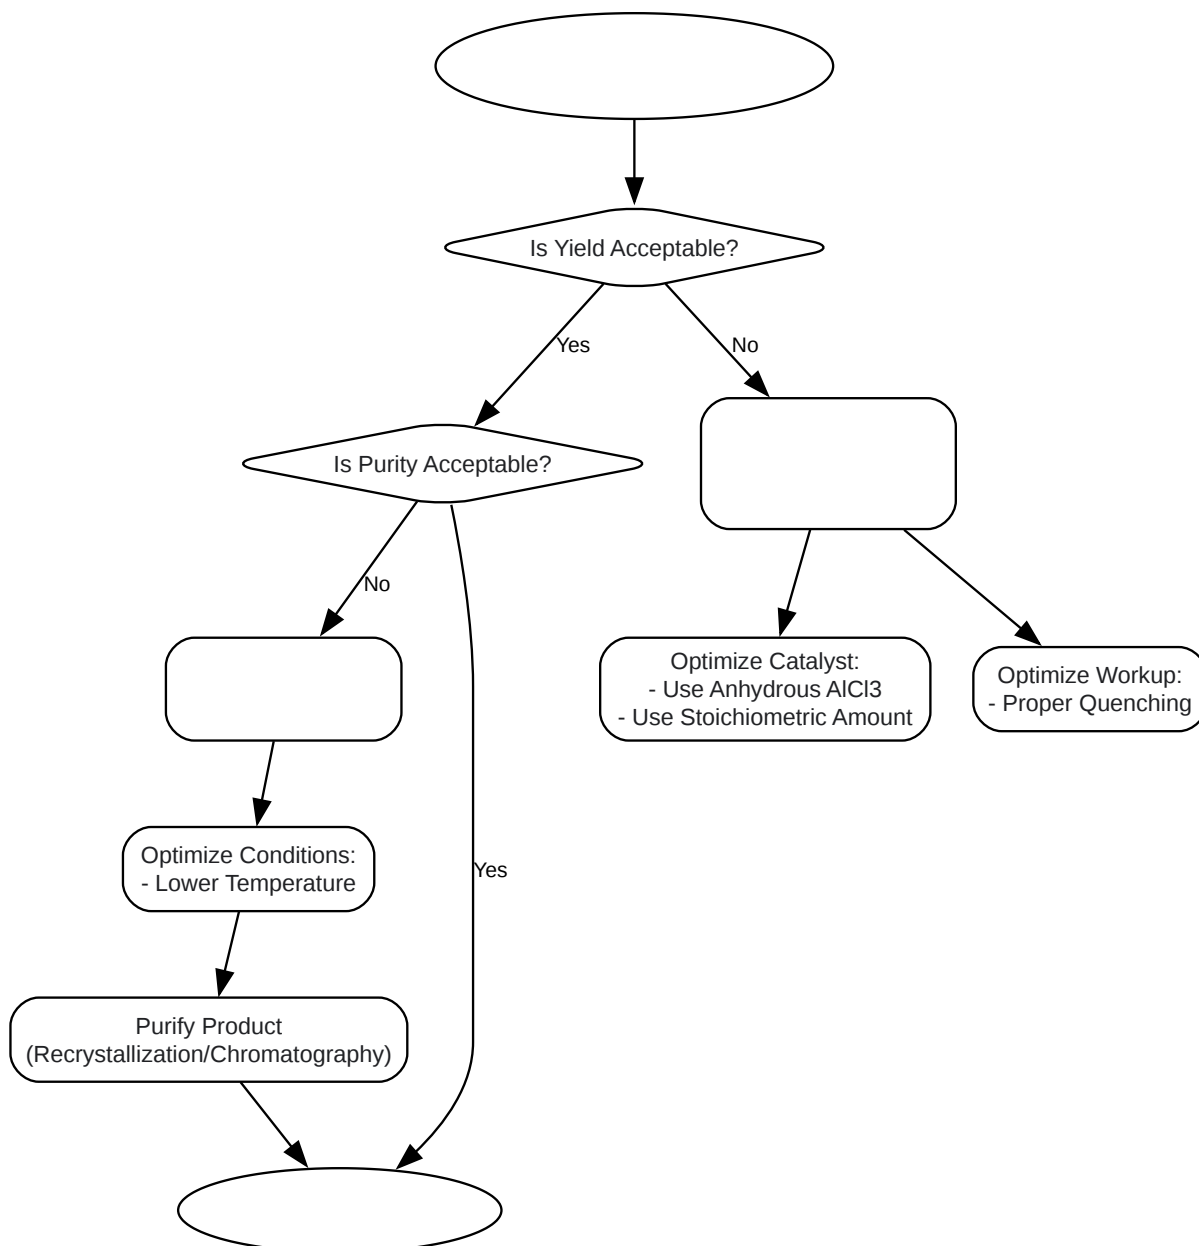 Is Yield Acceptable?
Yes
No
Is Purity Acceptable?
No
Optimize Catalyst:
- Use Anhydrous AlCl3
- Use Stoichiometric Amount
Optimize Workup:
- Proper Quenching
Optimize Conditions:
- Lower Temperature
Yes
Purify Product
(Recrystallization/Chromatography)